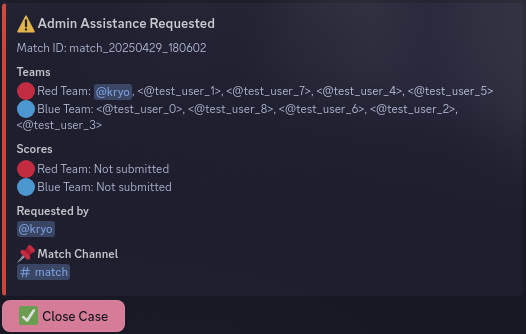 ⚠️ Admin Assistance Requested
Match ID: match_20250429_180602
Teams
🔴 Red Team: @kryo, <@test_user_1>, <@test_user_7>, <@test_user_4>, <@test_user_5>
🔵 Blue Team: <@test_user_0>, <@test_user_8>, <@test_user_6>, <@test_user_2>,
<@test_user_3>
Scores
🔴 Red Team: Not submitted
🔵 Blue Team: Not submitted
Requested by
@kryo
📌 Match Channel
# match
✅ Close Case